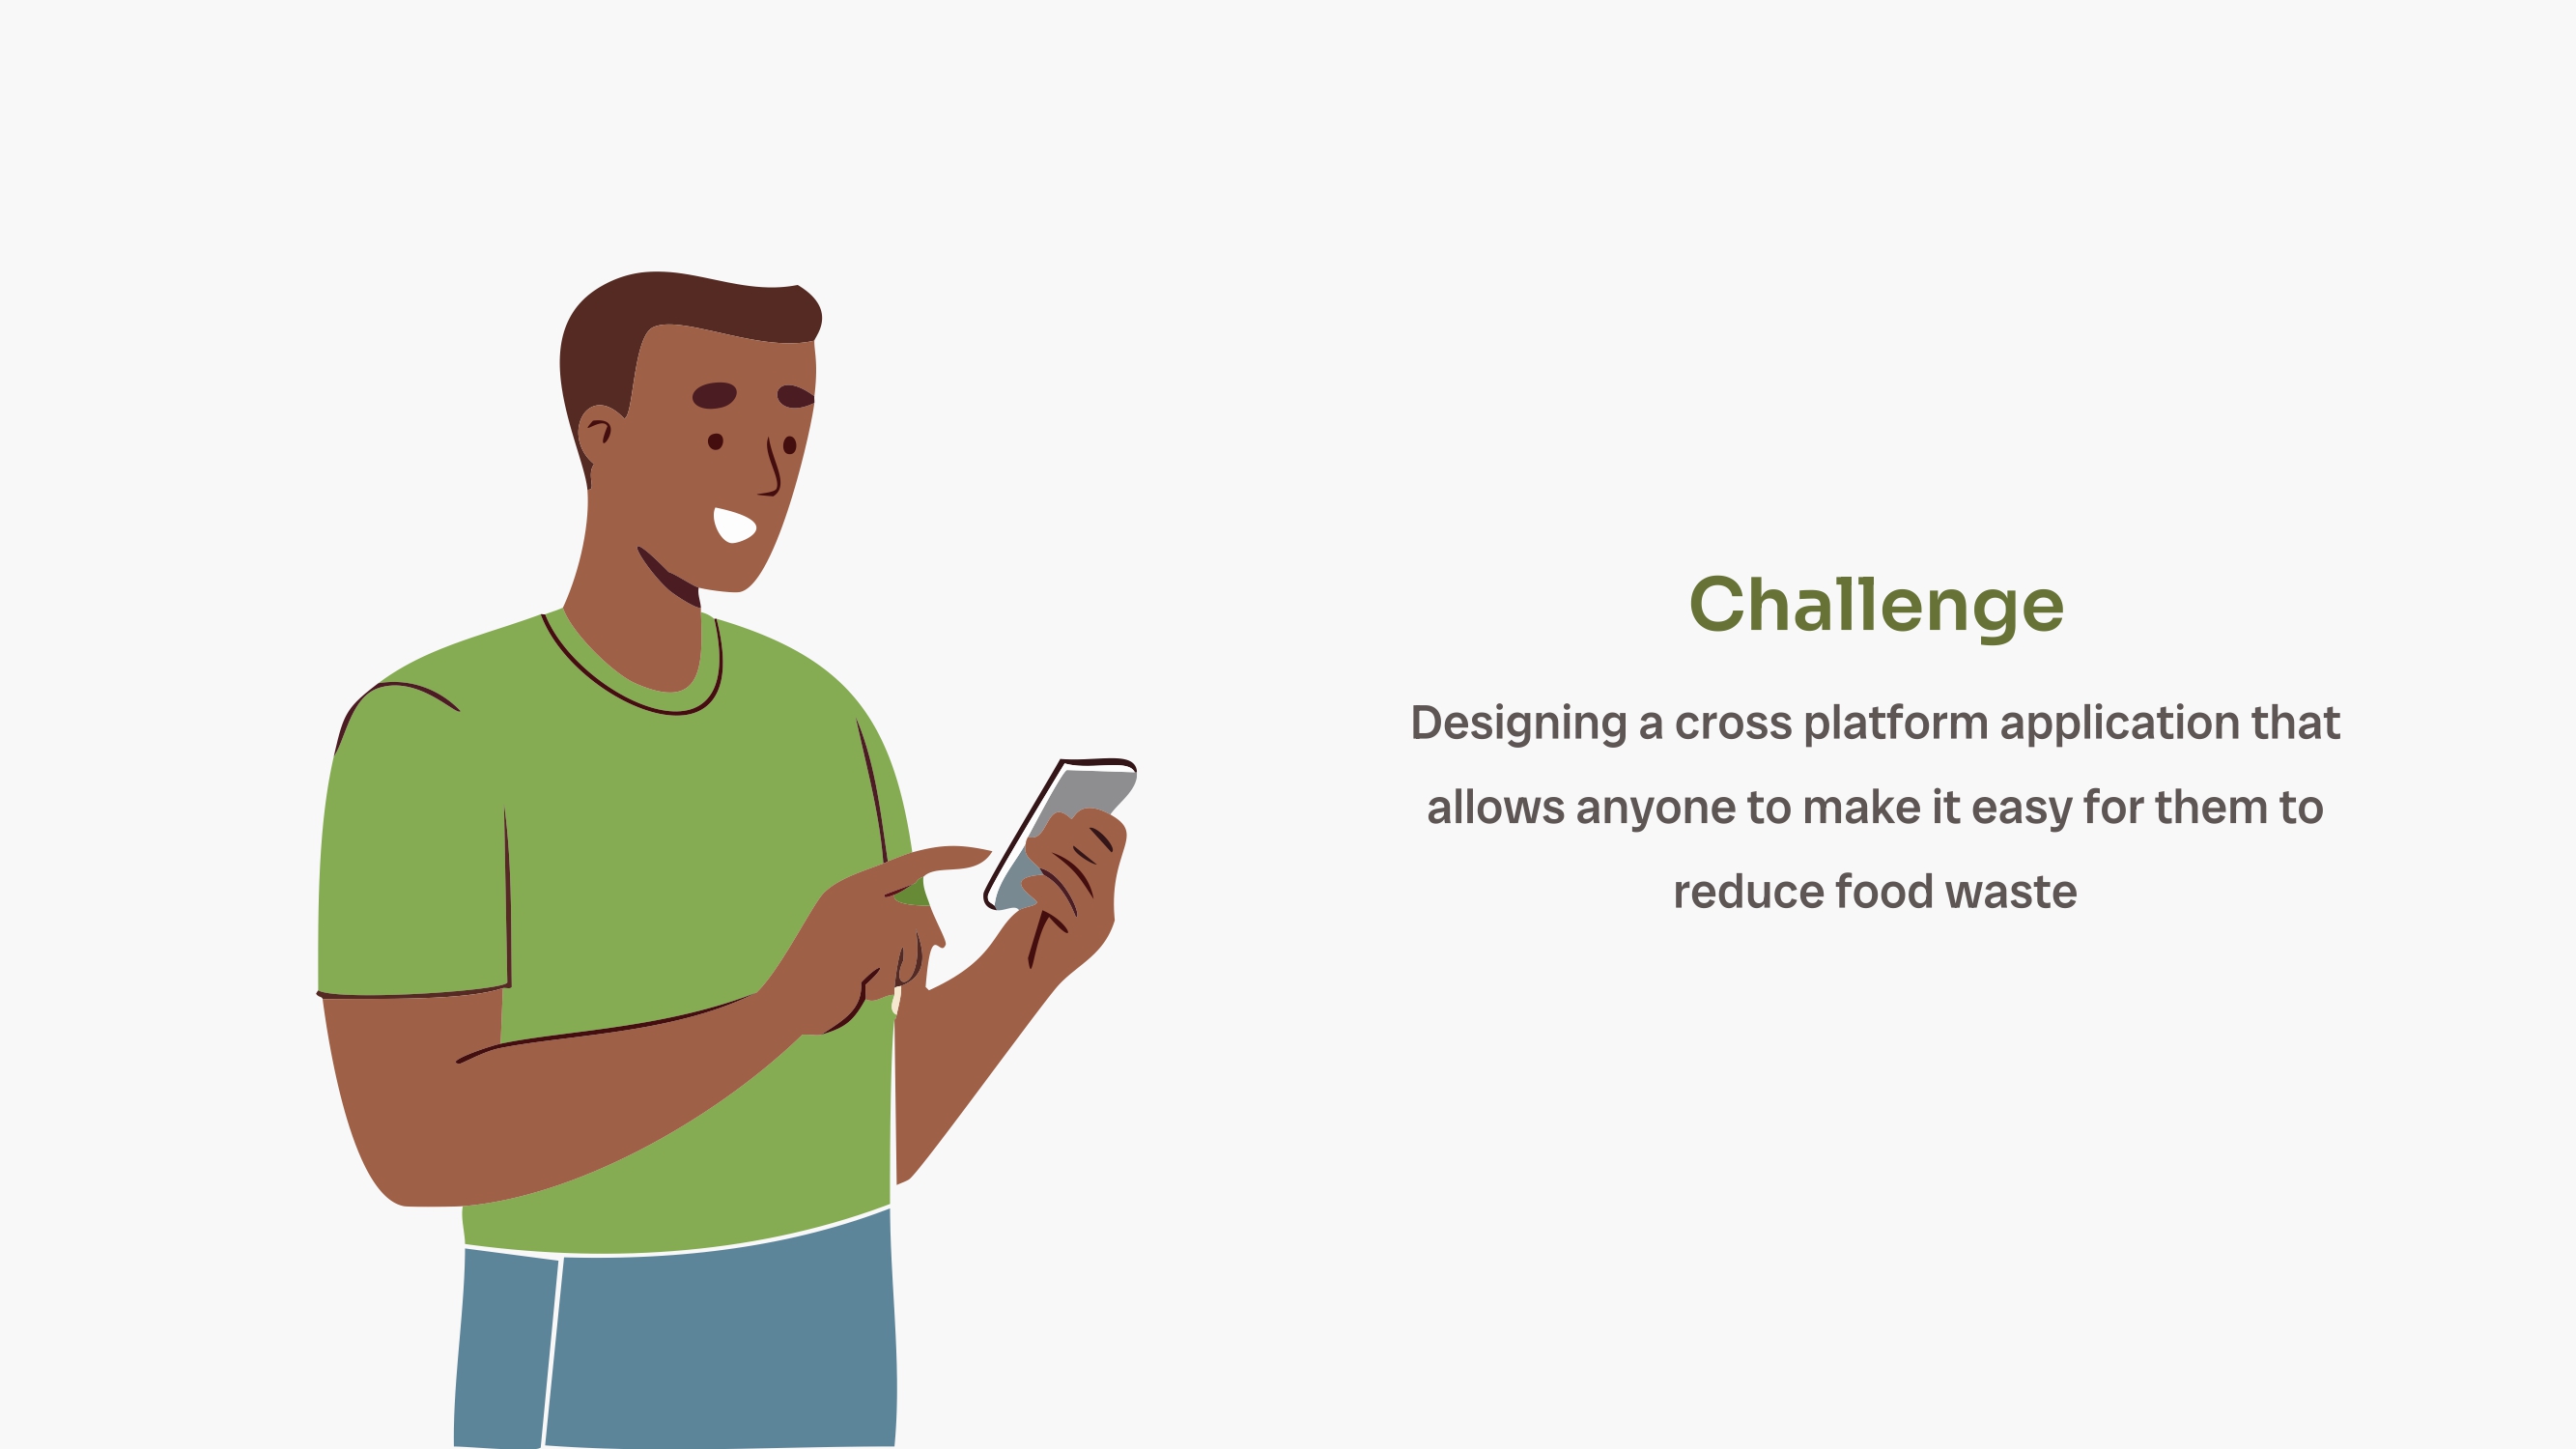 Challenge
Designing a cross platform application that
allows anyone to make it easy for them to
reduce food waste